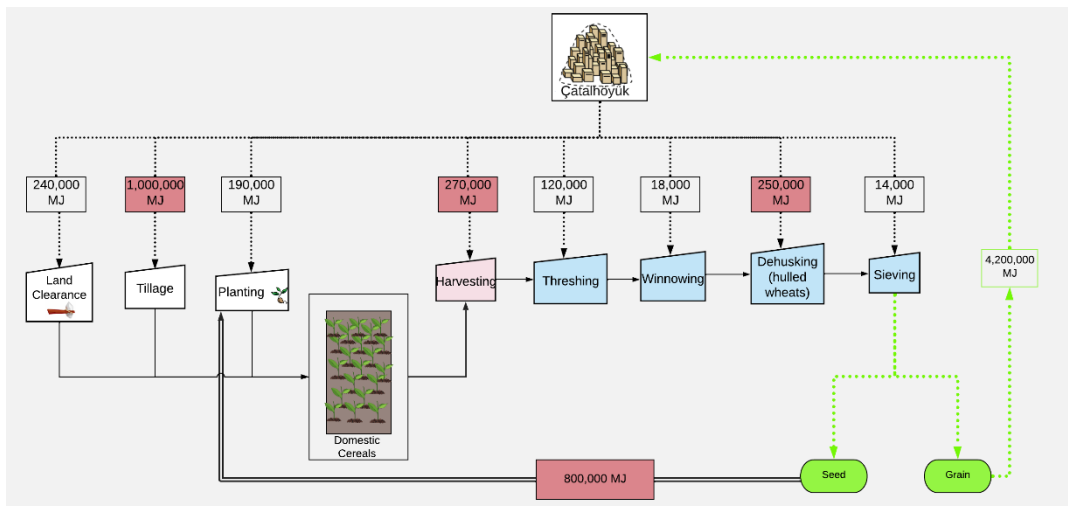 Çatalhöyük
240,000
MJ
1,000,000
MJ
190,000
MJ
270,000
MJ
120,000
MJ
18,000
MJ
250,000
MJ
14,000
MJ
4,200,000
MJ
Land
Clearance
Tillage
Planting
Harvesting
Threshing
Winnowing
Dehusking
(hulled
wheats)
Sieving
Domestic
Cereals
800,000 MJ
Seed
Grain